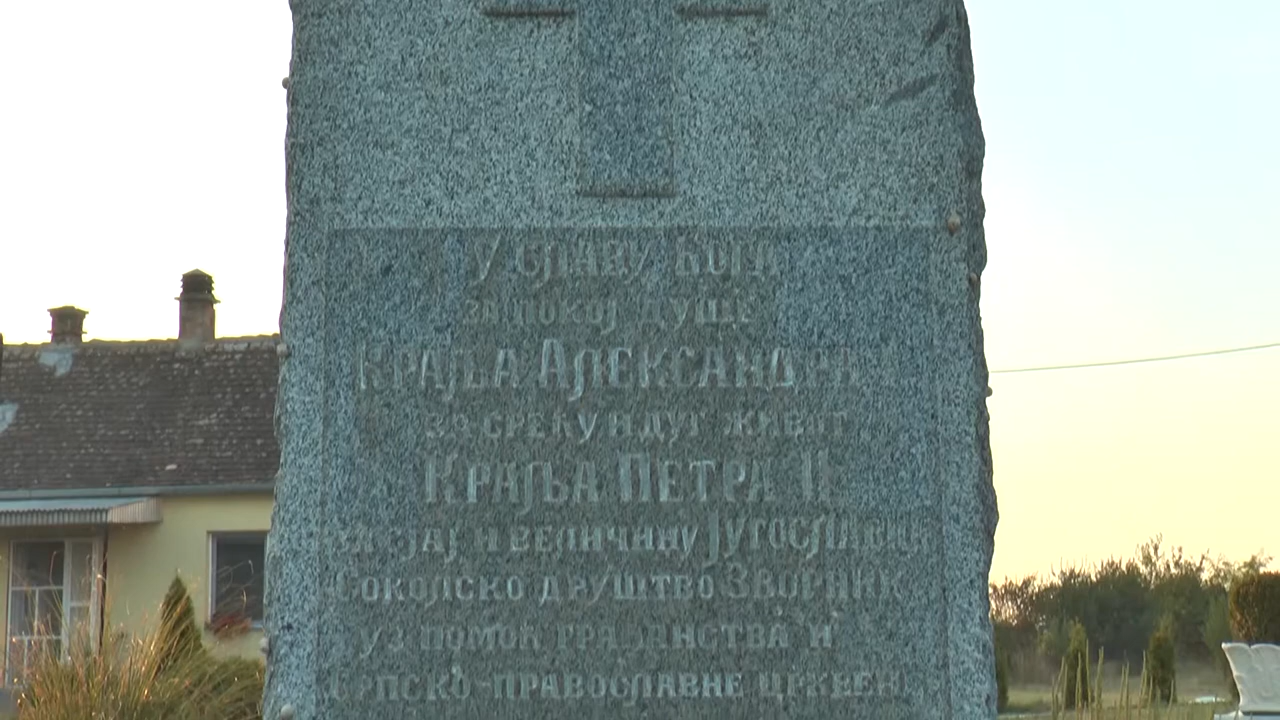 У славу Бога
за покој душе
Краља Александра
за срећу и дуг живот
Краља Петра II
за сјај и величину Југославије
Соколско друштво Зворник
уз помоћ грађанства и
српско-православне црквен